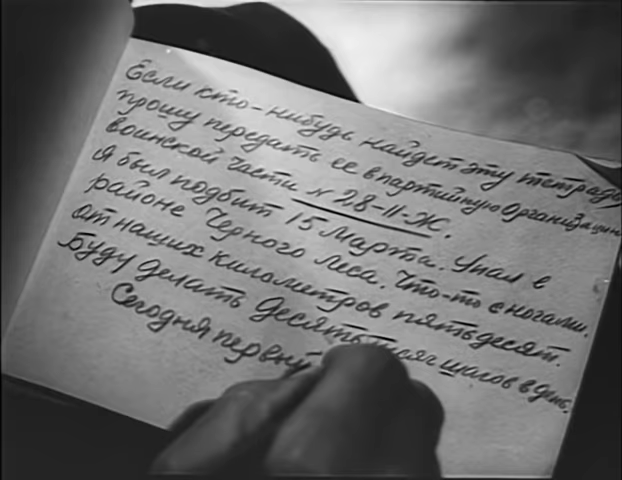 Если кто-нибудь найдет эту тетрадь
прошу передать ее в партийную Организацию
воинской части N 28-11-Ж.
Я был подбит 15 Марта. Упал в
районе Черного леса. Что-то с ногами.
от наших километров пятьдесят.
Буду делать десять тысяч шагов в день.
Сегодня первый